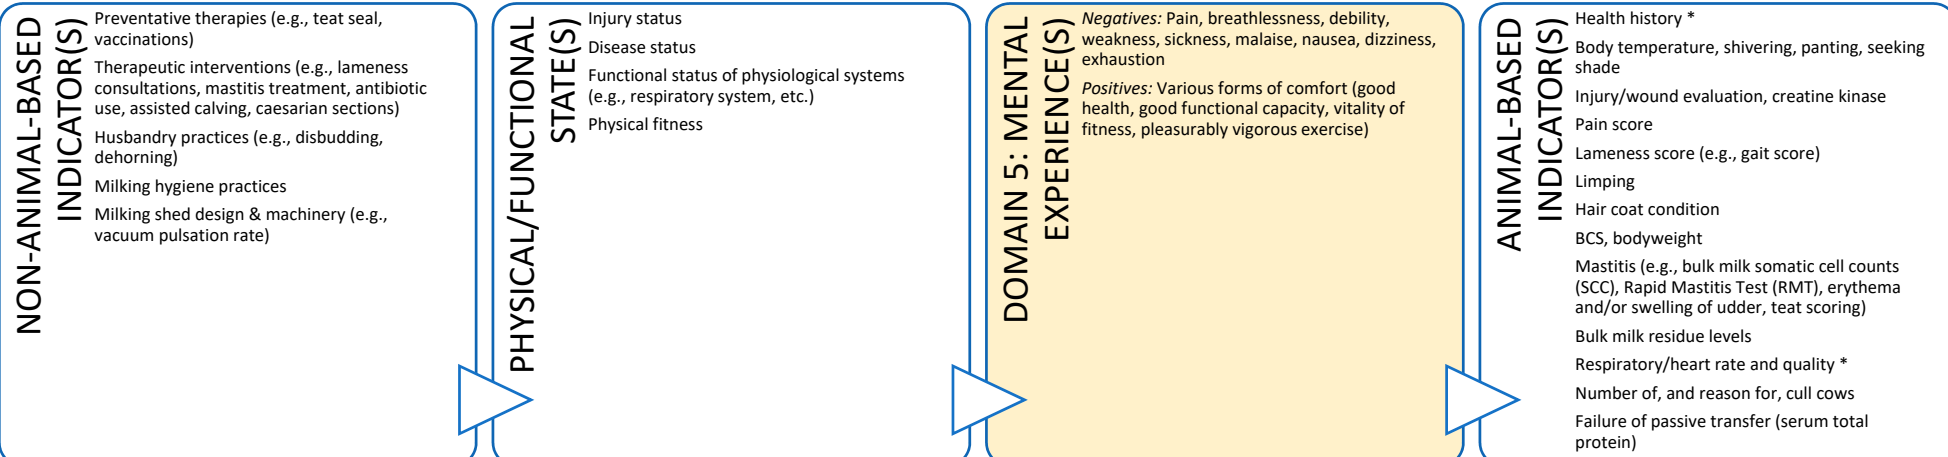 NON-ANIMAL-BASED
INDICATOR(S)
Preventative therapies (e.g., teat seal,
vaccinations)
Therapeutic interventions (e.g., lameness
consultations, mastitis treatment, antibiotic
use, assisted calving, caesarian sections)
Husbandry practices (e.g., disbudding,
dehorning)
Milking hygiene practices
Milking shed design & machinery (e.g.,
vacuum pulsation rate)
PHYSICAL/FUNCTIONAL
STATE(S)
Injury status
Disease status
Functional status of physiological systems
(e.g., respiratory system, etc.)
Physical fitness
DOMAIN 5: MENTAL
EXPERIENCE(S)
Negatives: Pain, breathlessness, debility,
weakness, sickness, malaise, nausea, dizziness,
exhaustion
Positives: Various forms of comfort (good
health, good functional capacity, vitality of
fitness, pleasurably vigorous exercise)
ANIMAL-BASED
INDICATOR(S)
Health history *
Body temperature, shivering, panting, seeking
shade
Injury/wound evaluation, creatine kinase
Pain score
Lameness score (e.g., gait score)
Limping
Hair coat condition
BCS, bodyweight
Mastitis (e.g., bulk milk somatic cell counts
(SCC), Rapid Mastitis Test (RMT), erythema
and/or swelling of udder, teat scoring)
Bulk milk residue levels
Respiratory/heart rate and quality *
Number of, and reason for, cull cows
Failure of passive transfer (serum total
protein)